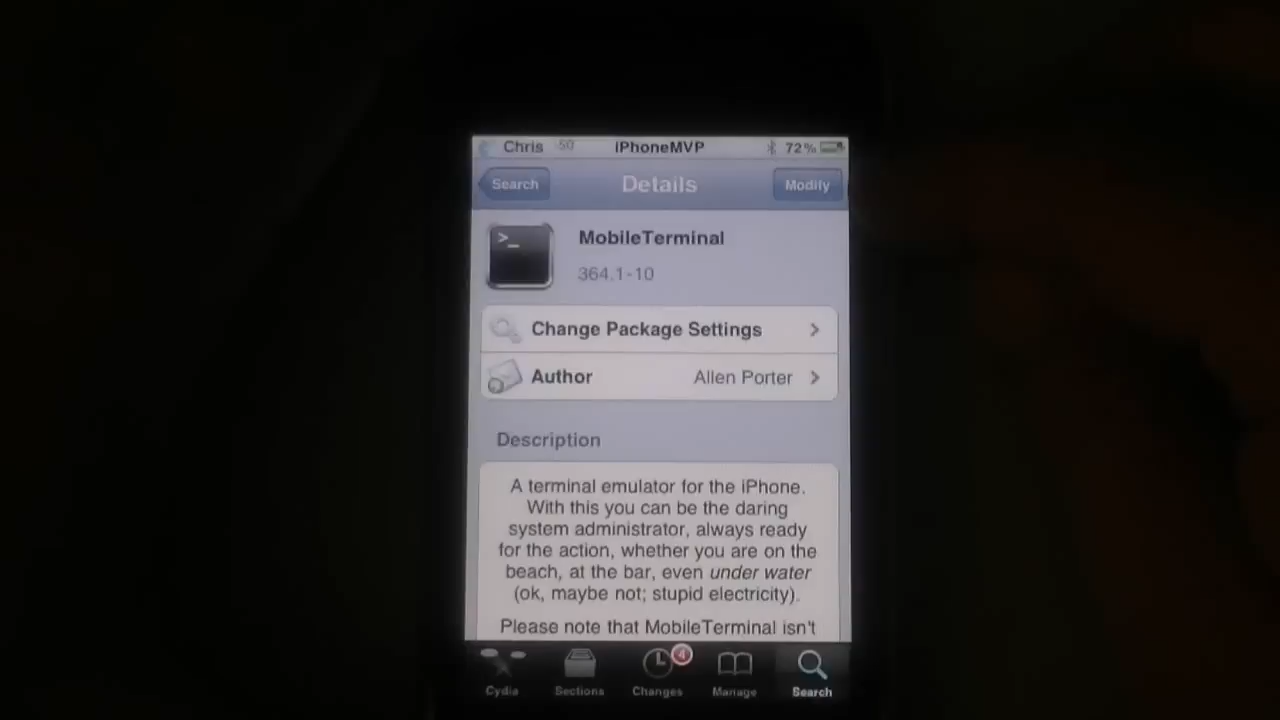 Chris 50 iPhoneMVP 72%
Search Details Modify
>_
MobileTerminal
364.1-10
Change Package Settings
Author Allen Porter
Description
A terminal emulator for the iPhone.
With this you can be the daring
system administrator, always ready
for the action, whether you are on the
beach, at the bar, even under water
(ok, maybe not; stupid electricity).
Please note that MobileTerminal isn't
4
Cydia Sections Changes Manage Search